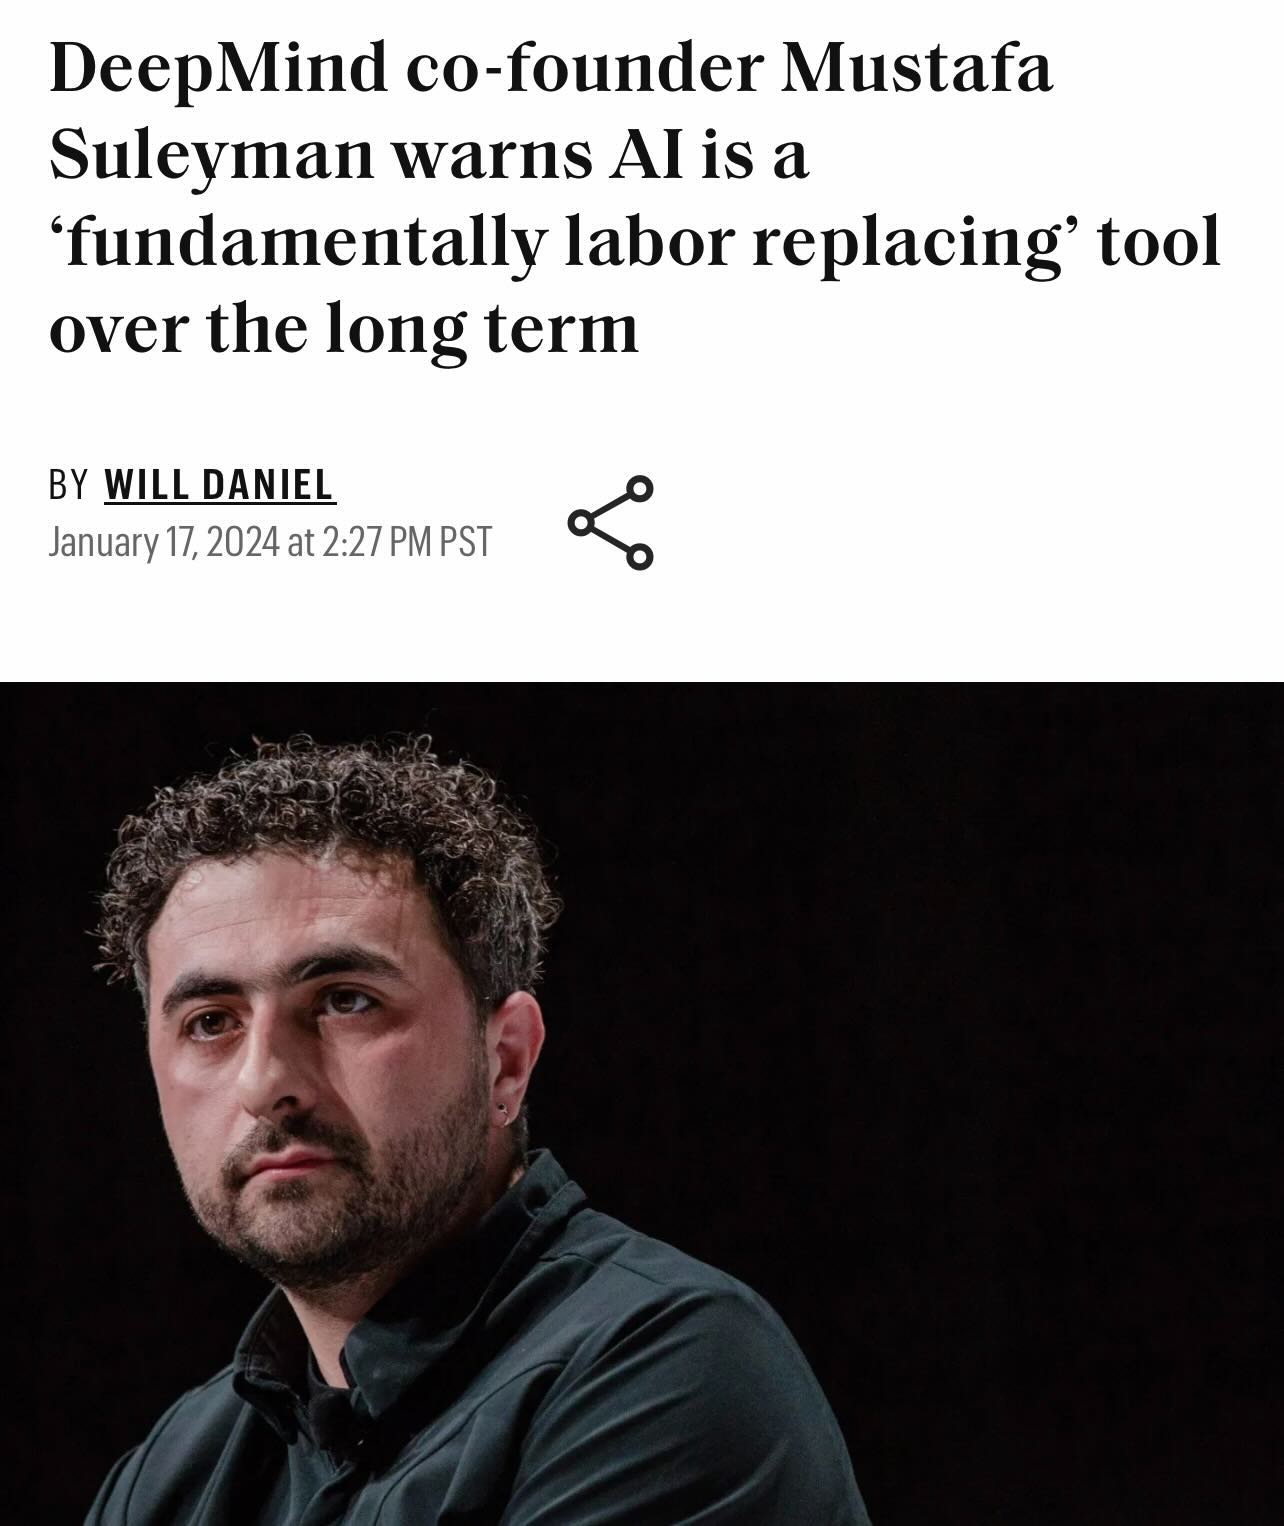 DeepMind co-founder Mustafa
Suleyman warns AI is a
‘fundamentally labor replacing’ tool
over the long term
BY WILL DANIEL
January 17, 2024 at 2:27 PM PST